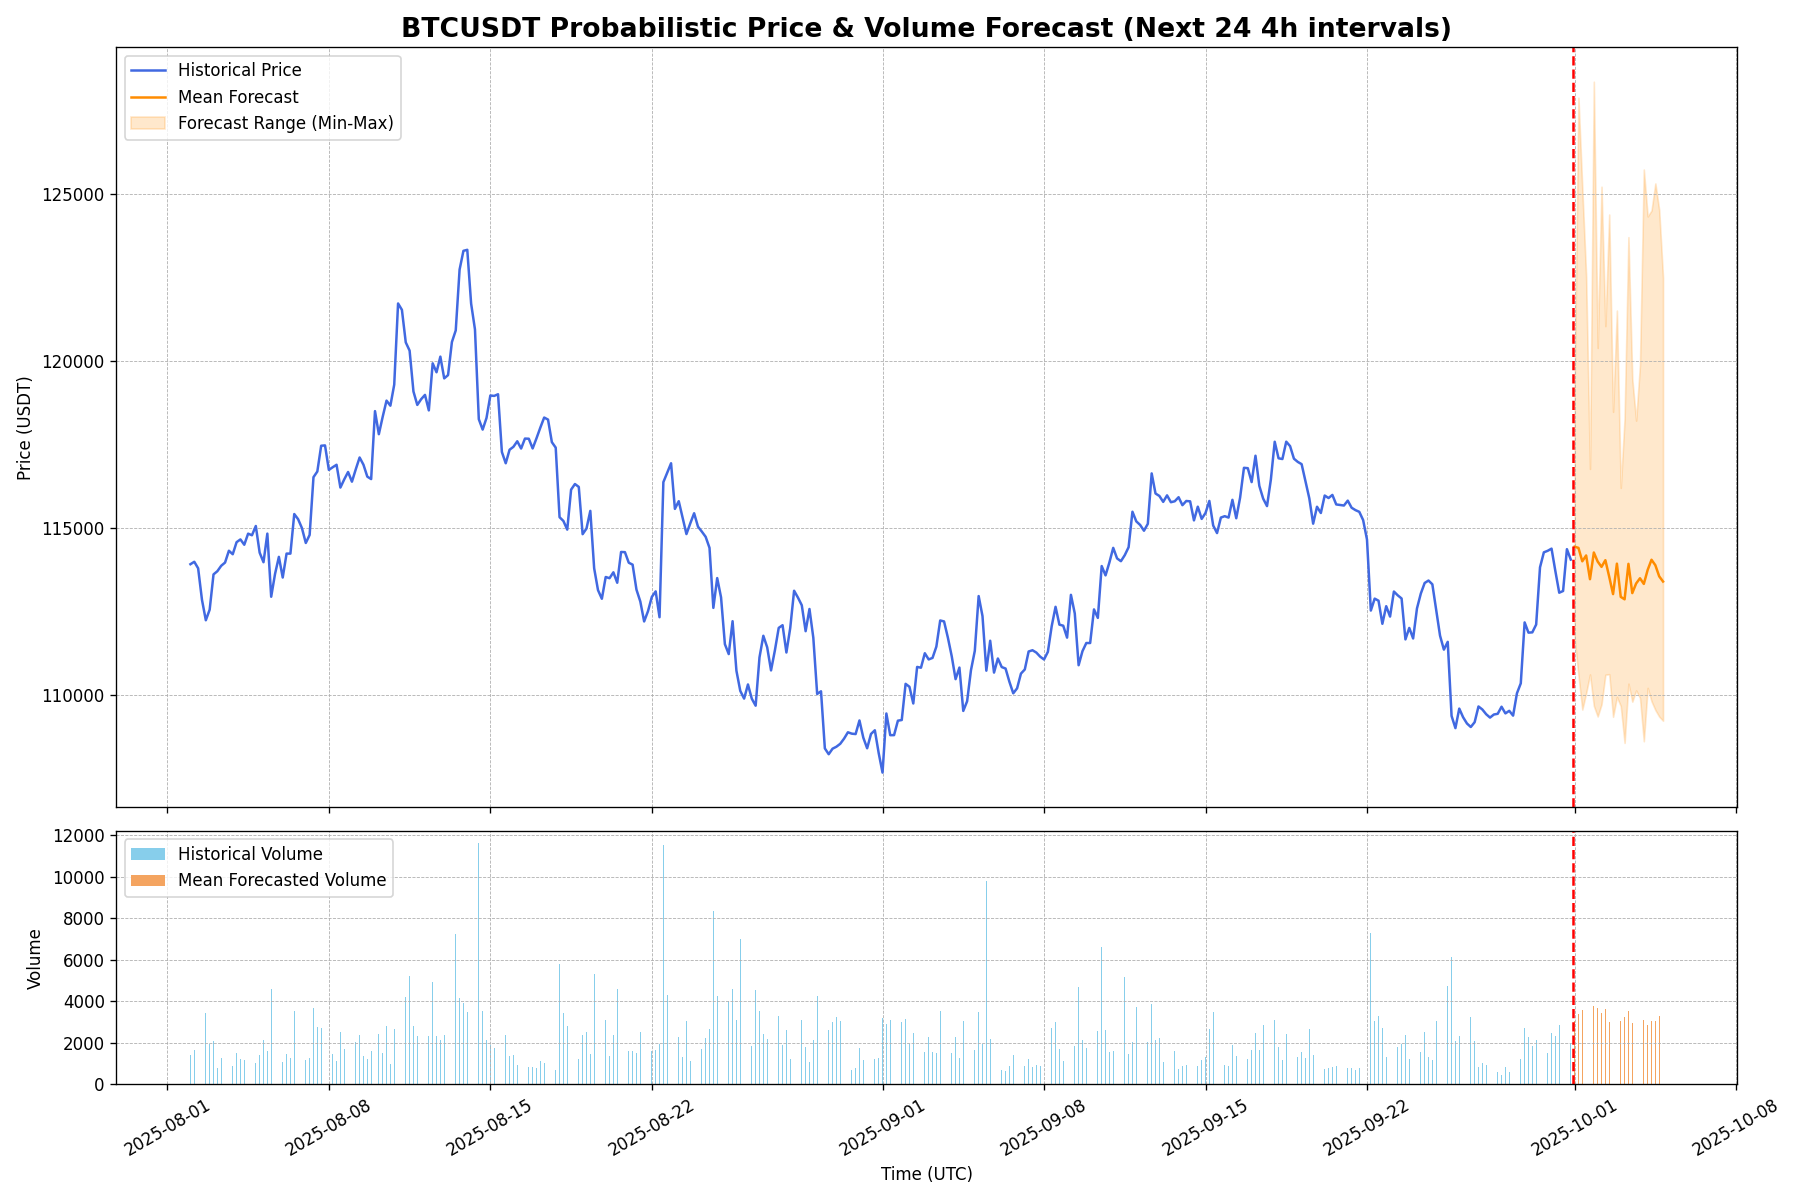 BTCUSDT Probabilistic Price & Volume Forecast (Next 24 4h intervals)
Historical Price
Mean Forecast
Forecast Range (Min-Max)
Price (USDT)
125000
120000
115000
110000
Historical Volume
Mean Forecasted Volume
Volume
12000
10000
8000
6000
4000
2000
0
2025-08-01
2025-08-08
2025-08-15
2025-08-22
2025-09-01
2025-09-08
2025-09-15
2025-09-22
2025-10-01
2025-10-08
Time (UTC)